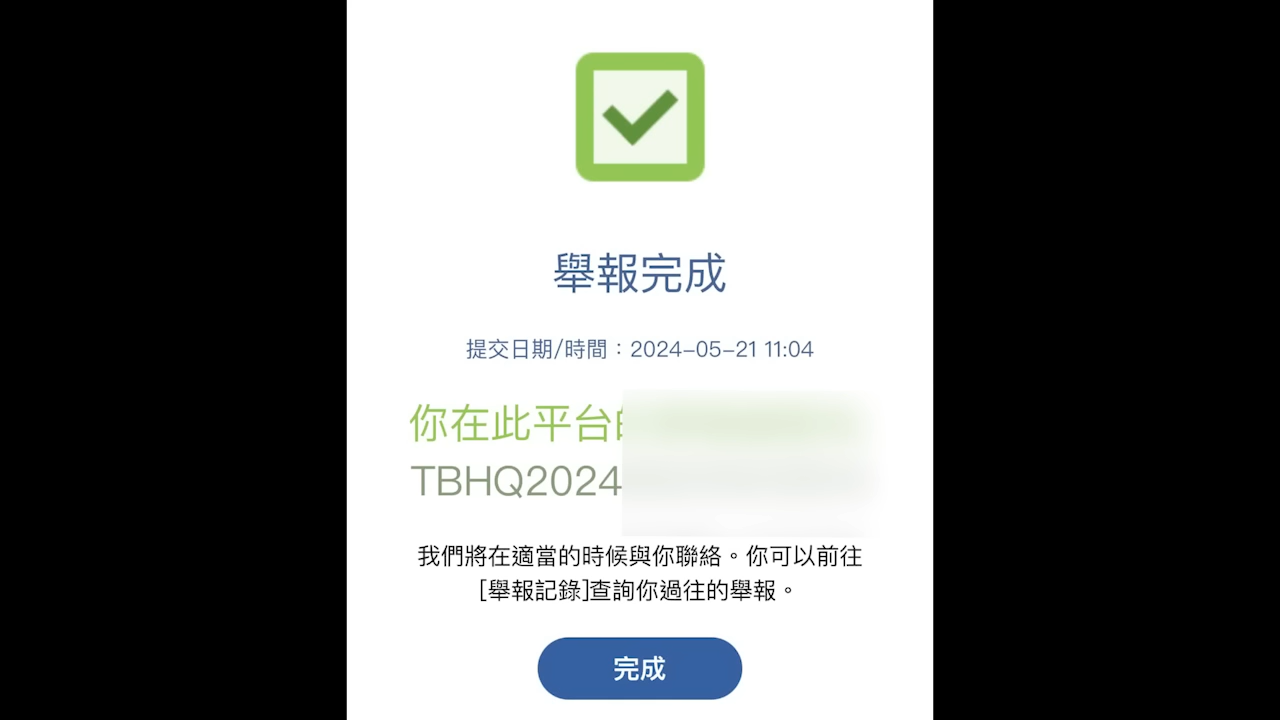 舉報完成
提交日期/時間：2024-05-21 11:04
你在此平台
TBHQ2024
我們將在適當的時候與你聯絡。你可以前往
[舉報記錄]查詢你過往的舉報。
完成